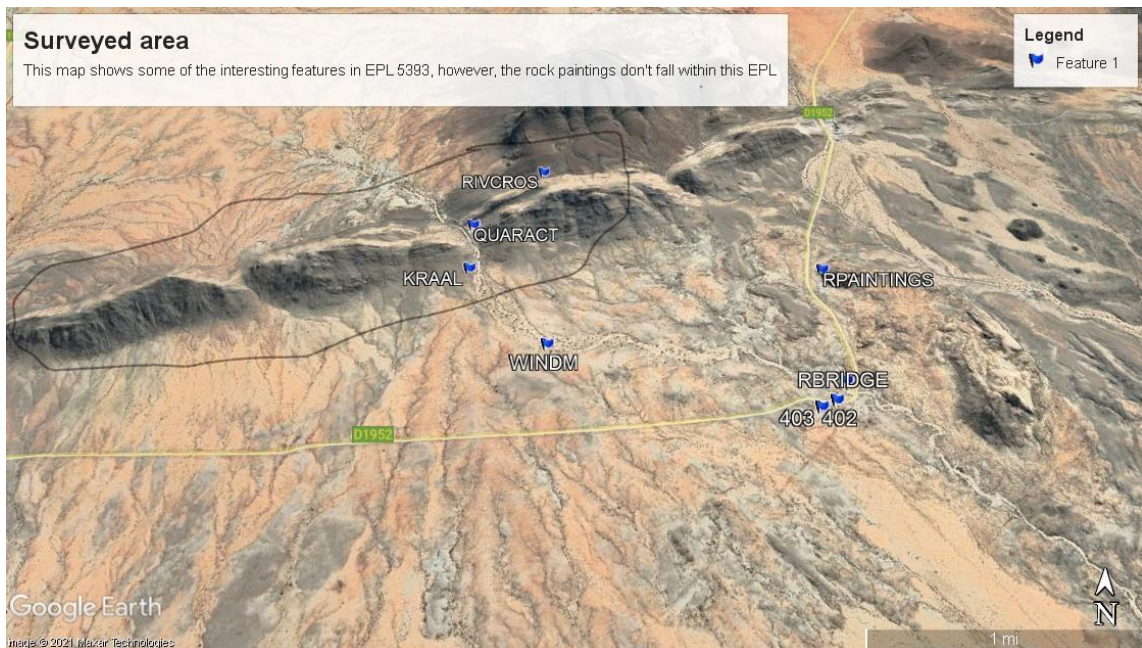 Surveyed area
This map shows some of the interesting features in EPL 5393, however, the rock paintings don't fall within this EPL
Legend
Feature 1
D1952
RIVCROS
QUARACT
KRAAL
RPAINTINGS
WINDM
RBRIDGE
403 402
D1952
Google Earth
N
Image © 2021 Maxar Technologies
1 mi